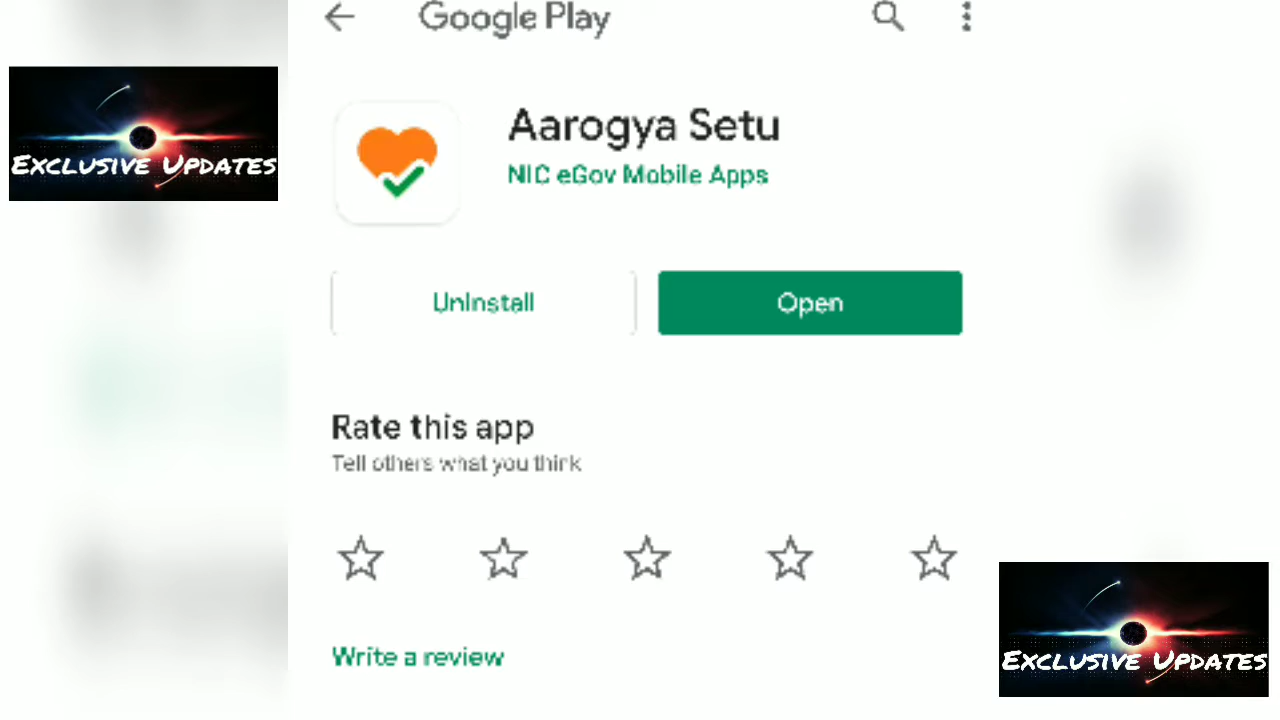 Google Play
EXCLUSIVE UPDATES
Aarogya Setu
NIC eGov Mobile Apps
Uninstall
Open
Rate this app
Tell others what you think
Write a review
EXCLUSIVE UPDATES